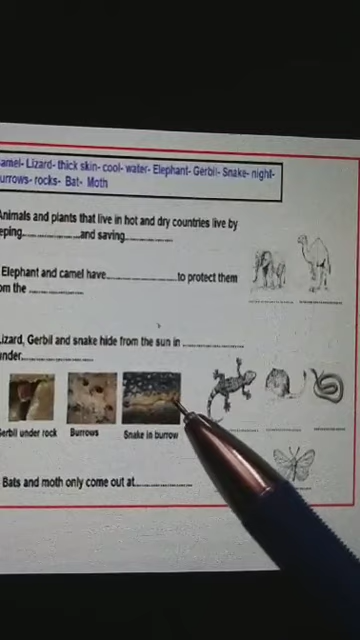 amel- Lizard- thick skin- cool- water- Elephant- Gerbil- Snake- night-
urrows- rocks- Bat- Moth
Animals and plants that live in hot and dry countries live by
eping....................and saving................
Elephant and camel have........................to protect them
om the ..................
izard, Gerbil and snake hide from the sun in ....................
nder.......................
Gerbil under rock Burrows Snake in burrow
Bats and moth only come out at...................